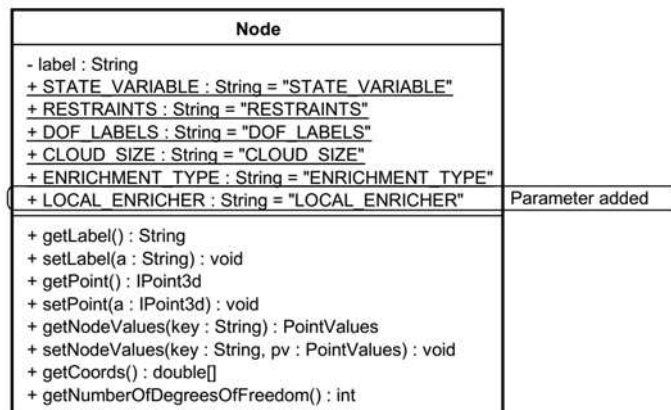 Node
- label : String
+ STATE_VARIABLE : String = "STATE_VARIABLE"
+ RESTRAINTS : String = "RESTRAINTS"
+ DOF_LABELS : String = "DOF_LABELS"
+ CLOUD_SIZE : String = "CLOUD_SIZE"
+ ENRICHMENT_TYPE : String = "ENRICHMENT_TYPE"
+ LOCAL_ENRICHER : String = "LOCAL_ENRICHER" Parameter added
+ getLabel() : String
+ setLabel(a : String) : void
+ getPoint() : IPoint3d
+ setPoint(a : IPoint3d) : void
+ getNodeValues(key : String) : PointValues
+ setNodeValues(key : String, pv : PointValues) : void
+ getCoords() : double[]
+ getNumberOfDegreesOfFreedom() : int